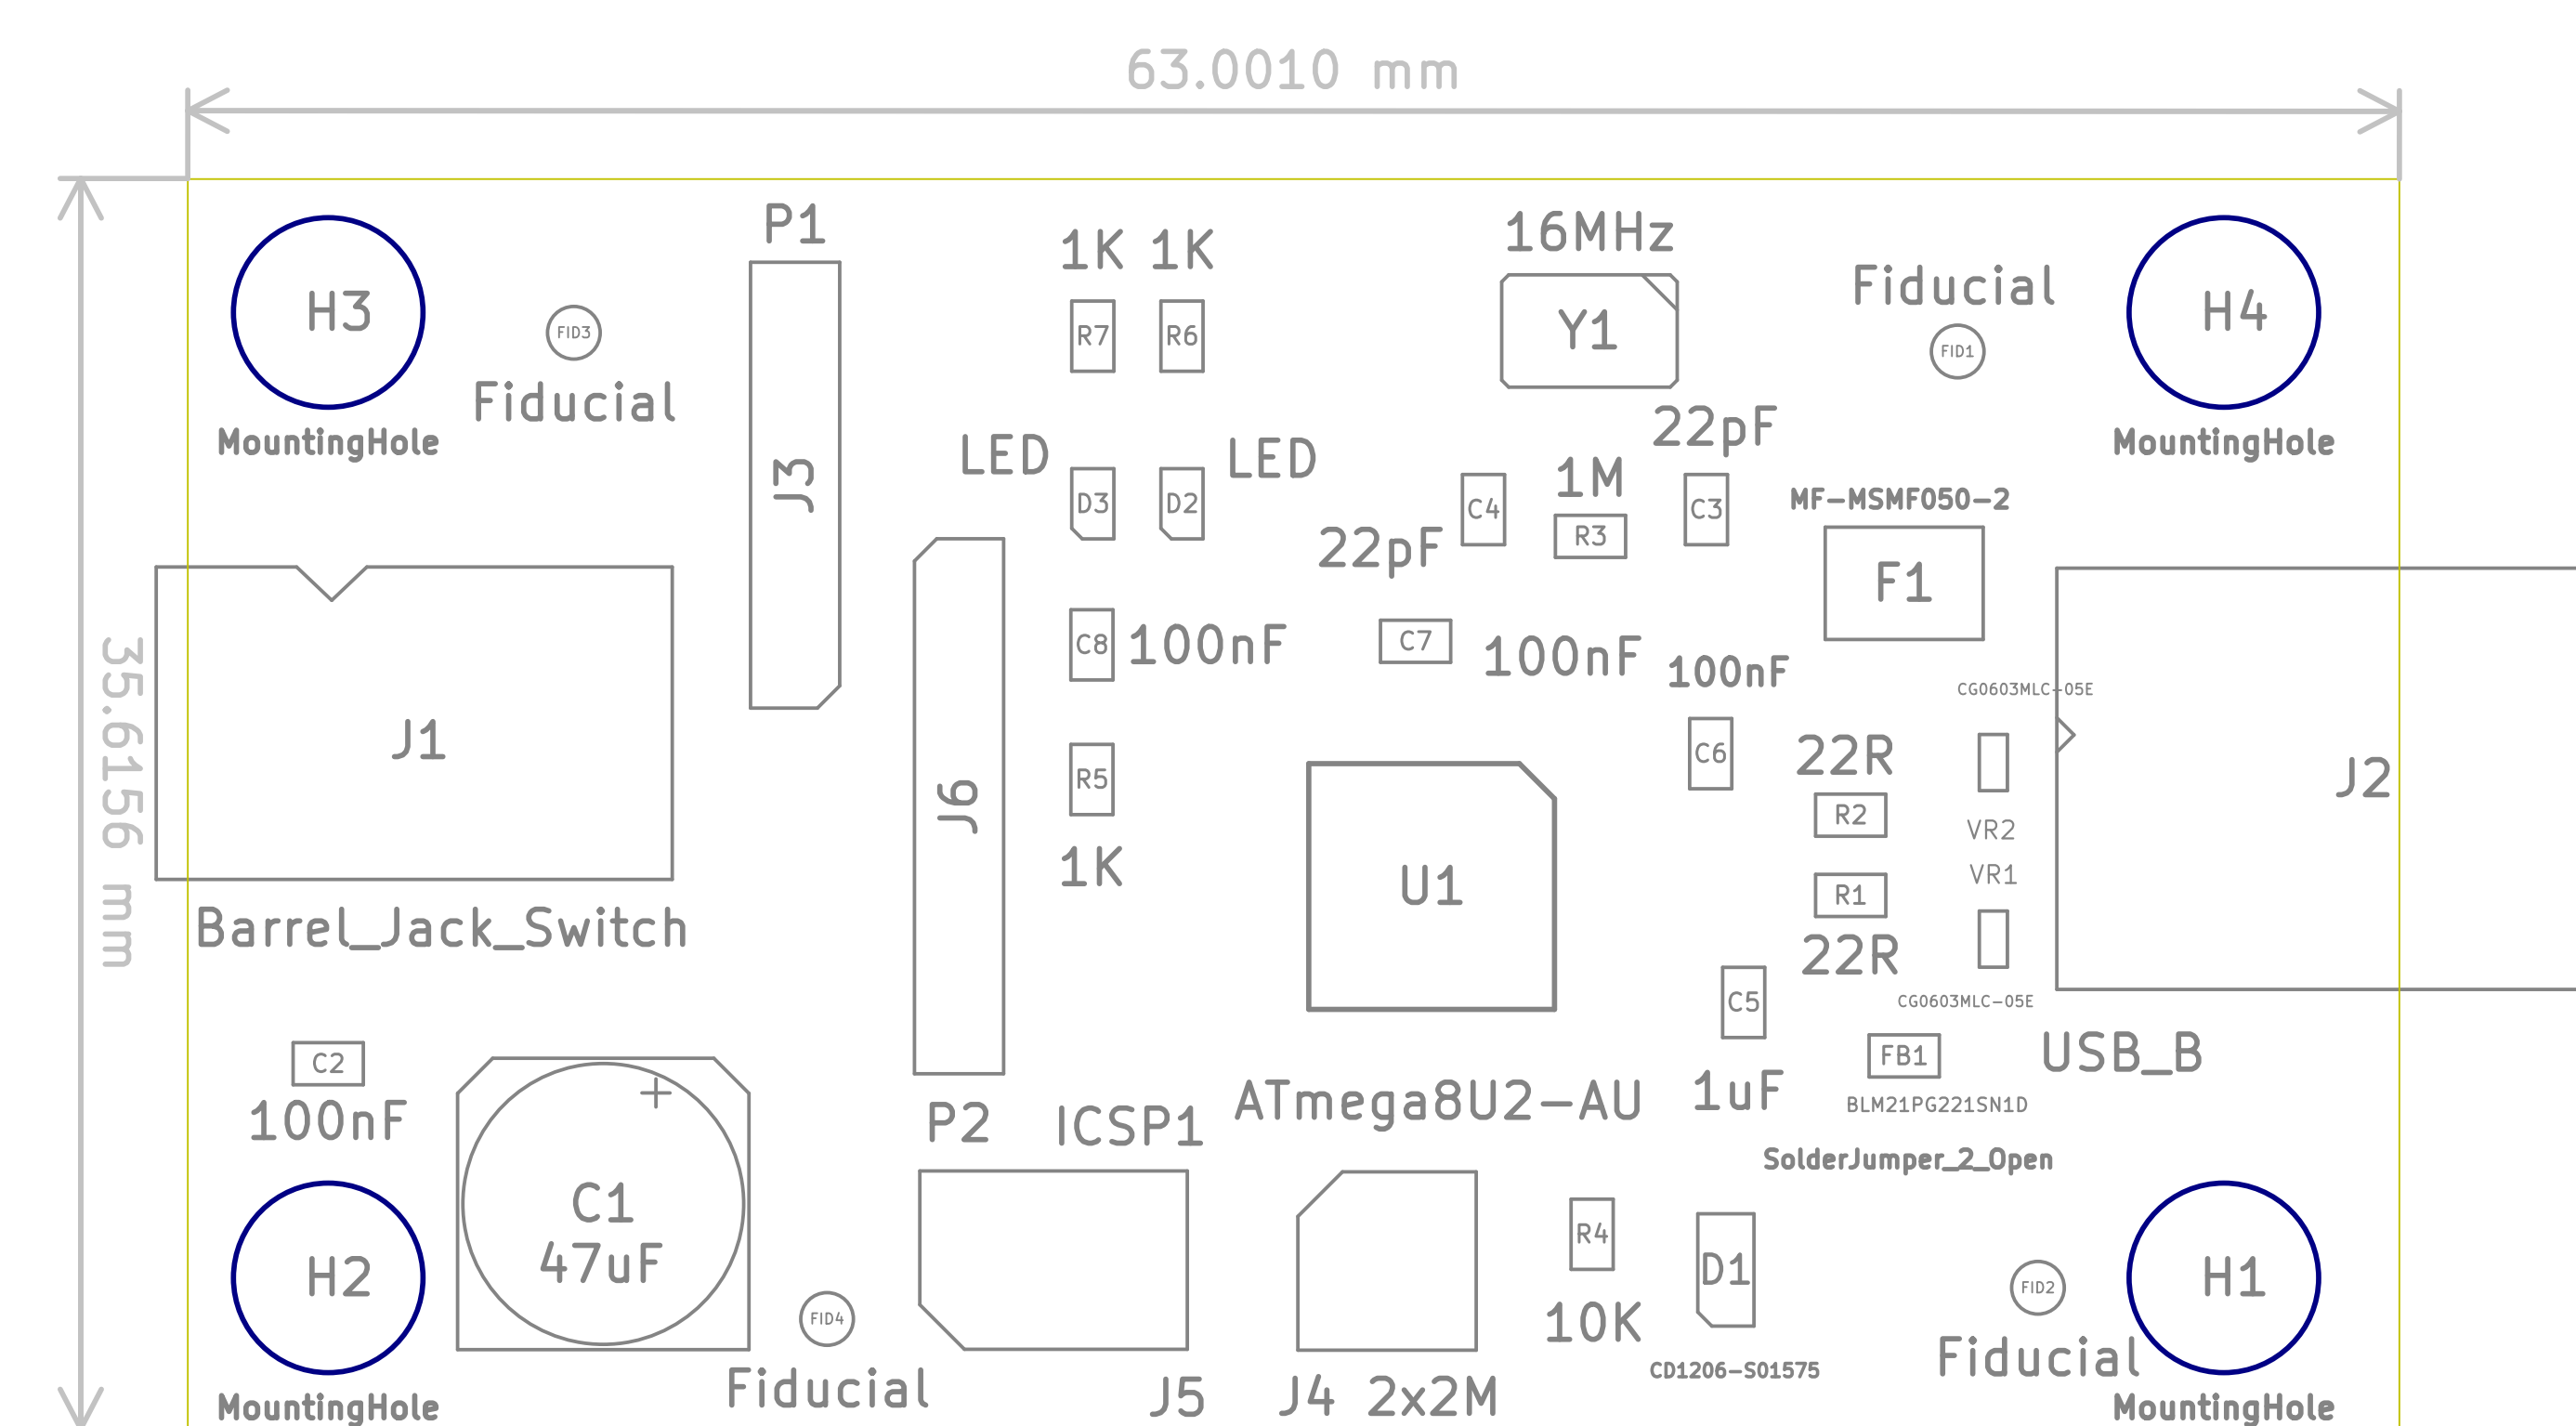 63.0010 mm
35.6156 mm
P1
1K 1K
16MHz
Fiducial
H3
FID3
R7 R6
Y1
FID1
H4
Fiducial
MountingHole
22pF
MountingHole
LED
LED
J3
1M
D3 D2
C4
R3
C3
MF-MSMF050-2
22pF
F1
C8 100nF
C7 100nF
100nF
CG0603MLC-05E
J1
R5
J6
C6
22R
J2
R2
VR2
1K
U1
VR1
R1
Barrel_Jack_Switch
22R
C5
CG0603MLC-05E
C2
FB1
USB_B
100nF
P2
ICSP1
ATmega8U2-AU
1uF
BLM21PG221SN1D
SolderJumper_2_Open
C1
47uF
R4
D1
H2
FID4
FID2
H1
10K
Fiducial
CD1206-S01575
Fiducial
MountingHole
J5
J4 2x2M
MountingHole